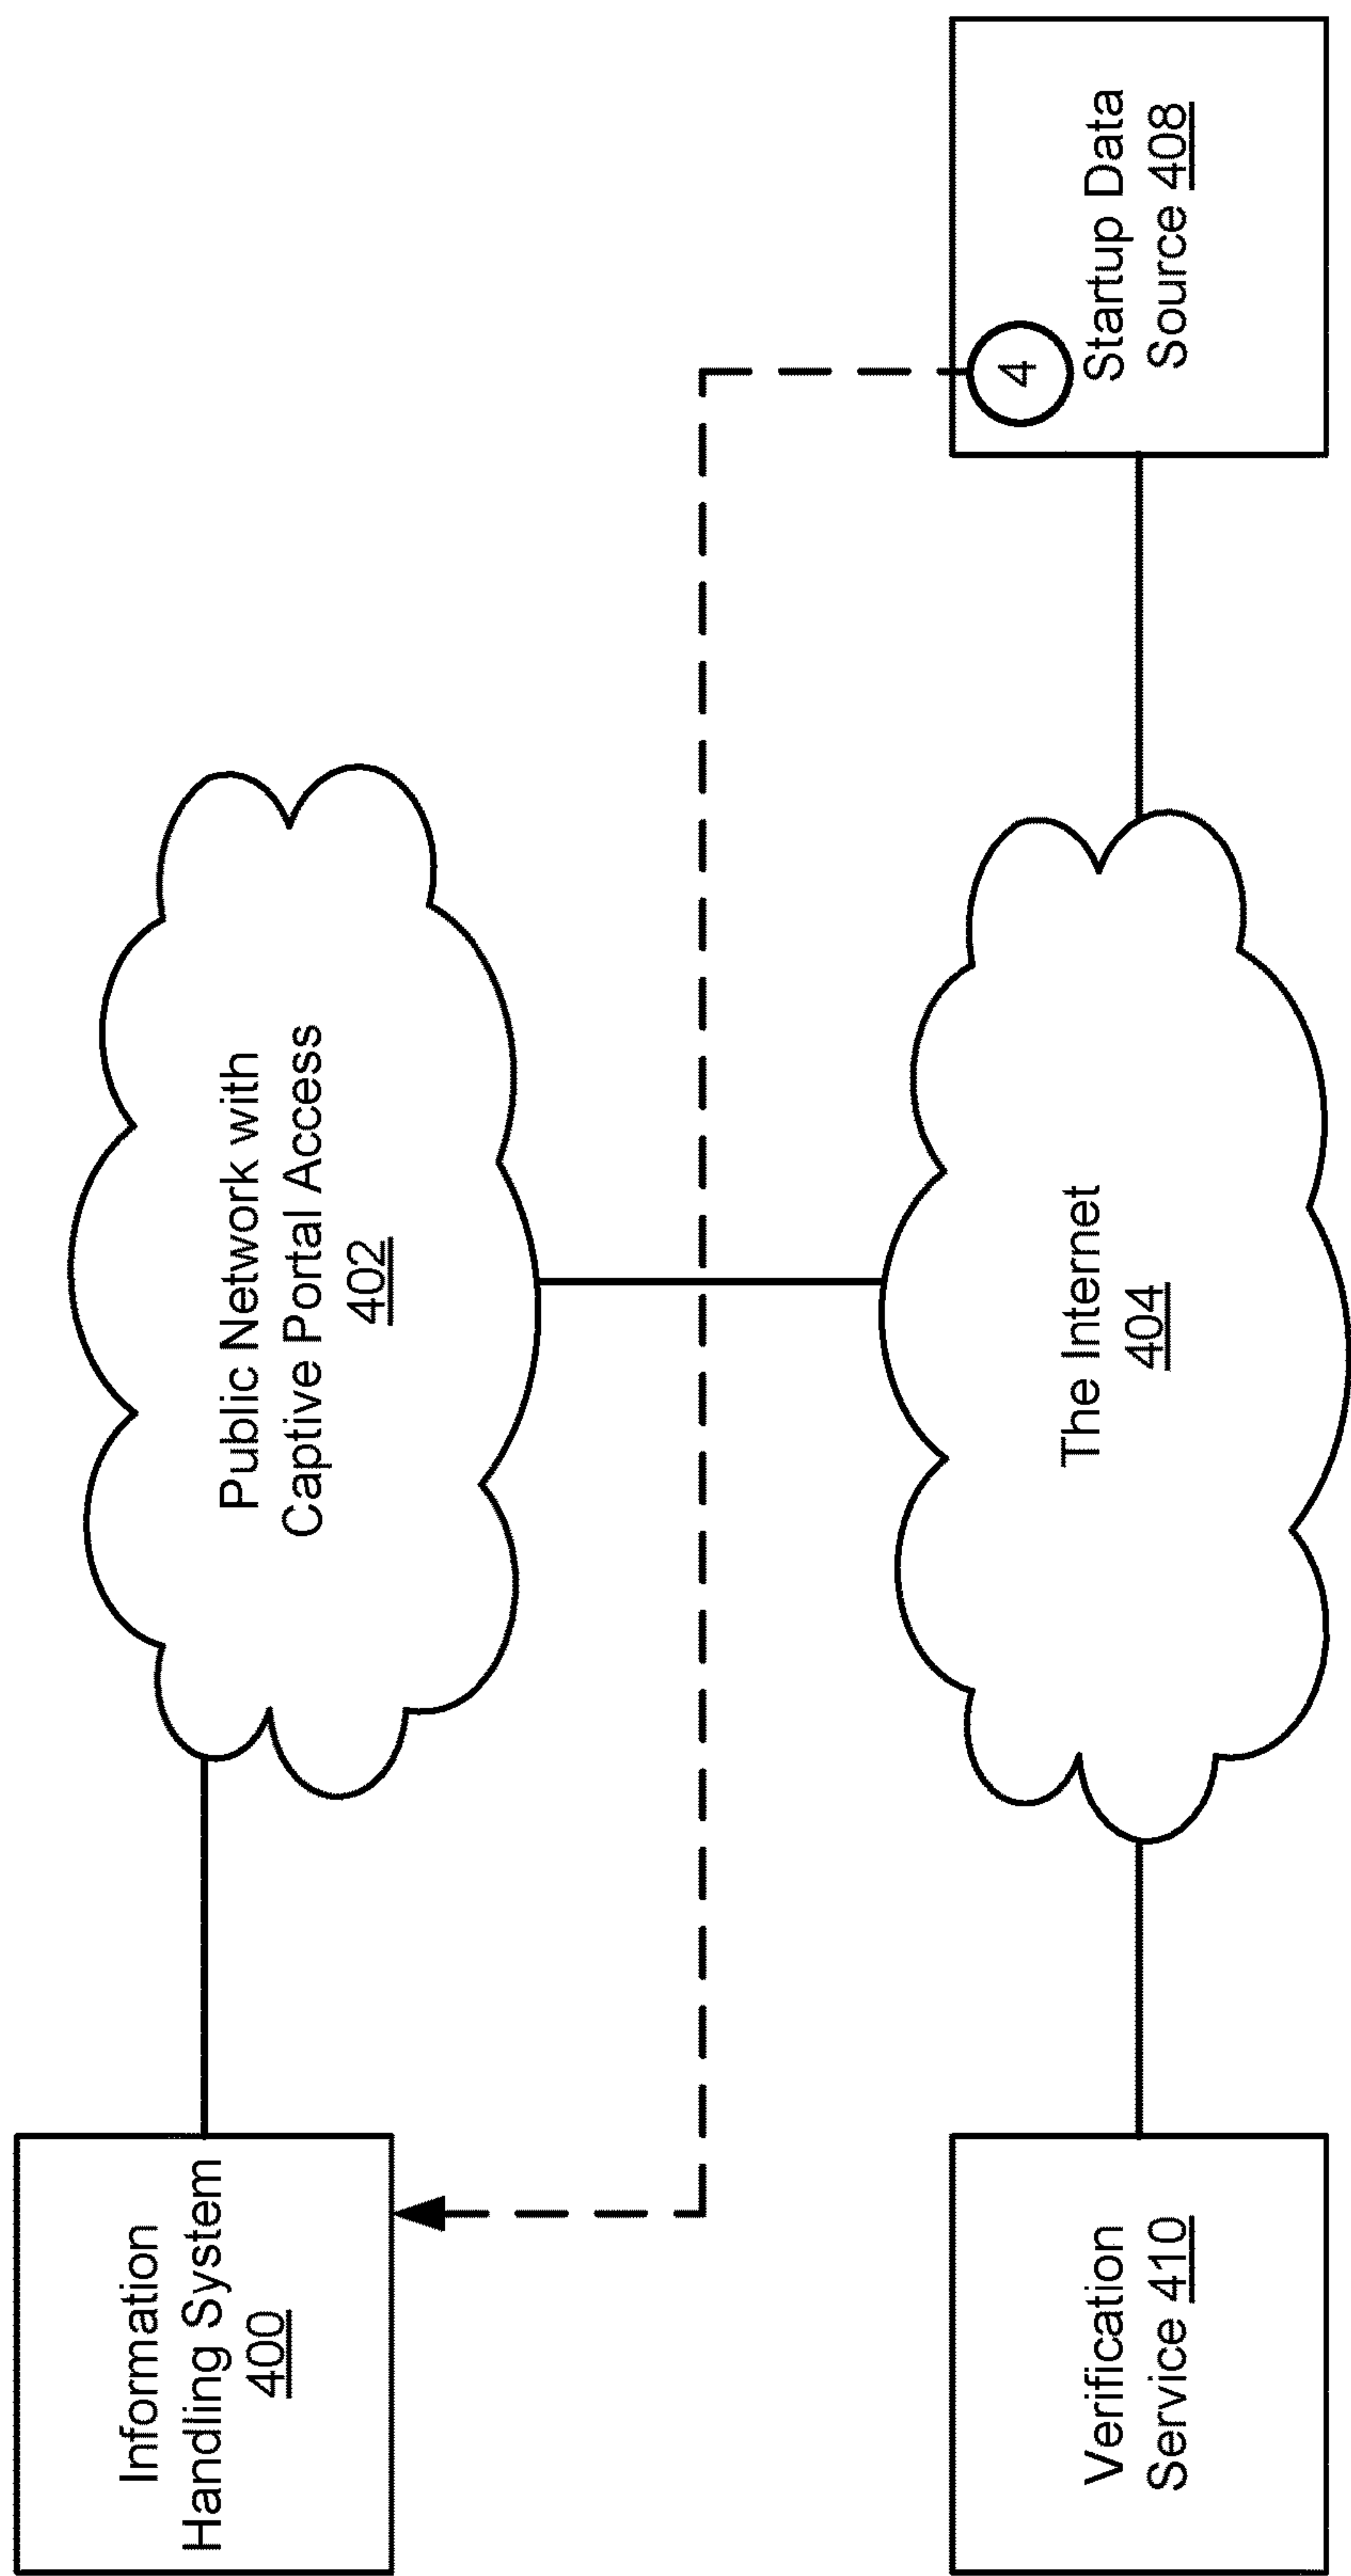 Information
Handling System
400
Public Network with
Captive Portal Access
402
Verification
Service 410
The Internet
404
4
Startup Data
Source 408